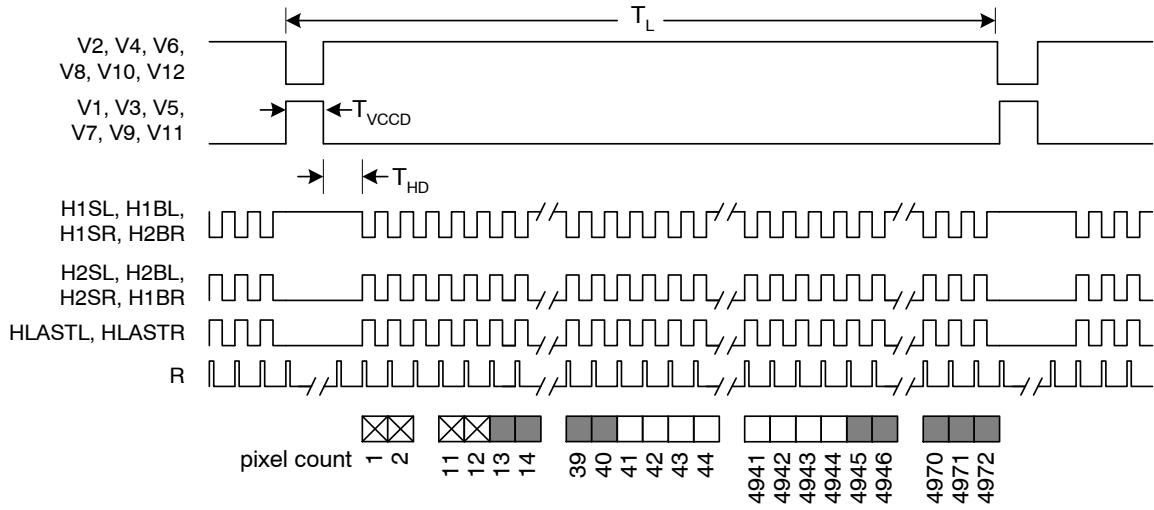 T_L
V2, V4, V6,
V8, V10, V12
V1, V3, V5,
V7, V9, V11
T_VCCD
T_HD
H1SL, H1BL,
H1SR, H2BR
H2SL, H2BL,
H2SR, H1BR
HLASTL, HLASTR
R
pixel count 1 2 11 12 13 14 39 40 41 42 43 44 4941 4942 4943 4944 4945 4946 4970 4971 4972